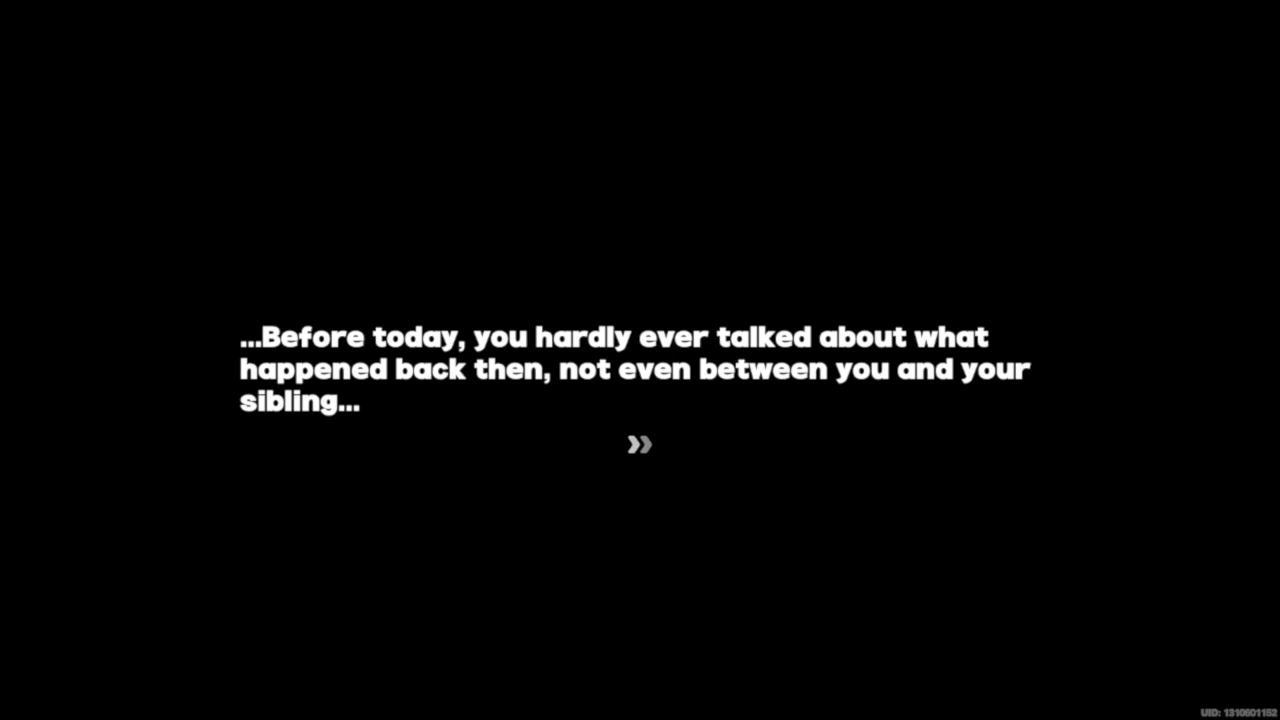 ...Before today, you hardly ever talked about what
happened back then, not even between you and your
sibling...
UID: 1310601152